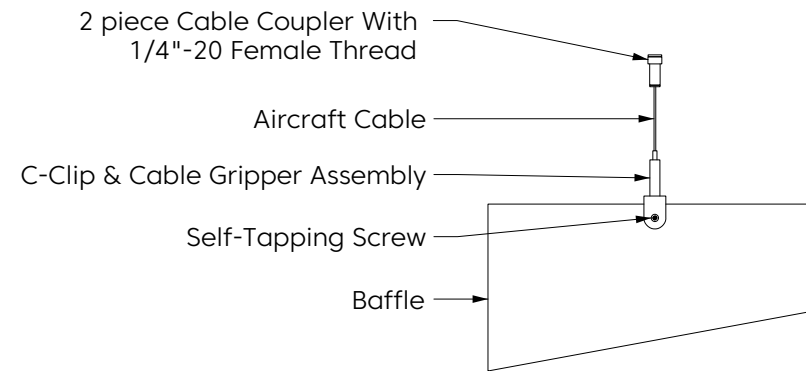 2 piece Cable Coupler With
1/4"-20 Female Thread
Aircraft Cable
C-Clip & Cable Gripper Assembly
Self-Tapping Screw
Baffle